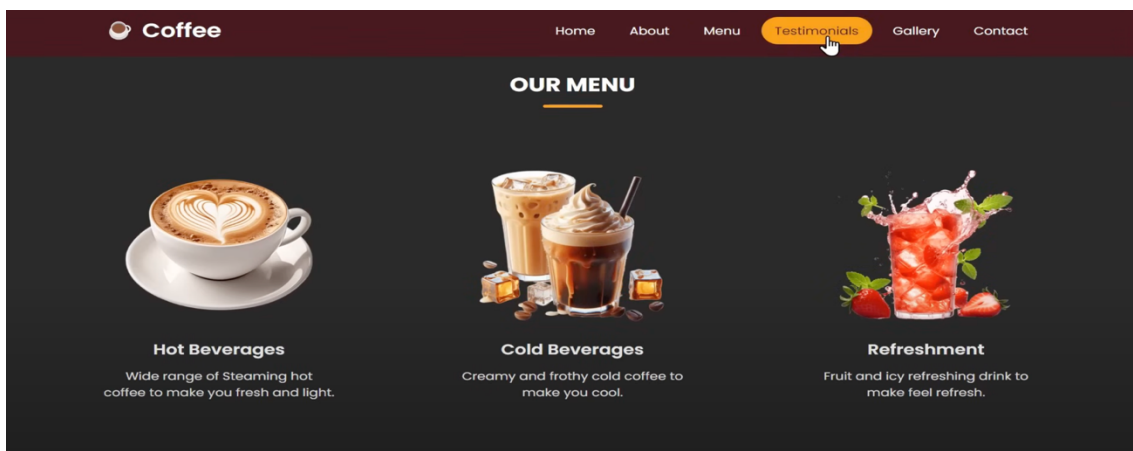 Coffee
Home About Menu Testimonials Gallery Contact
OUR MENU
Hot Beverages
Wide range of Steaming hot
coffee to make you fresh and light.
Cold Beverages
Creamy and frothy cold coffee to
make you cool.
Refreshment
Fruit and icy refreshing drink to
make feel refresh.